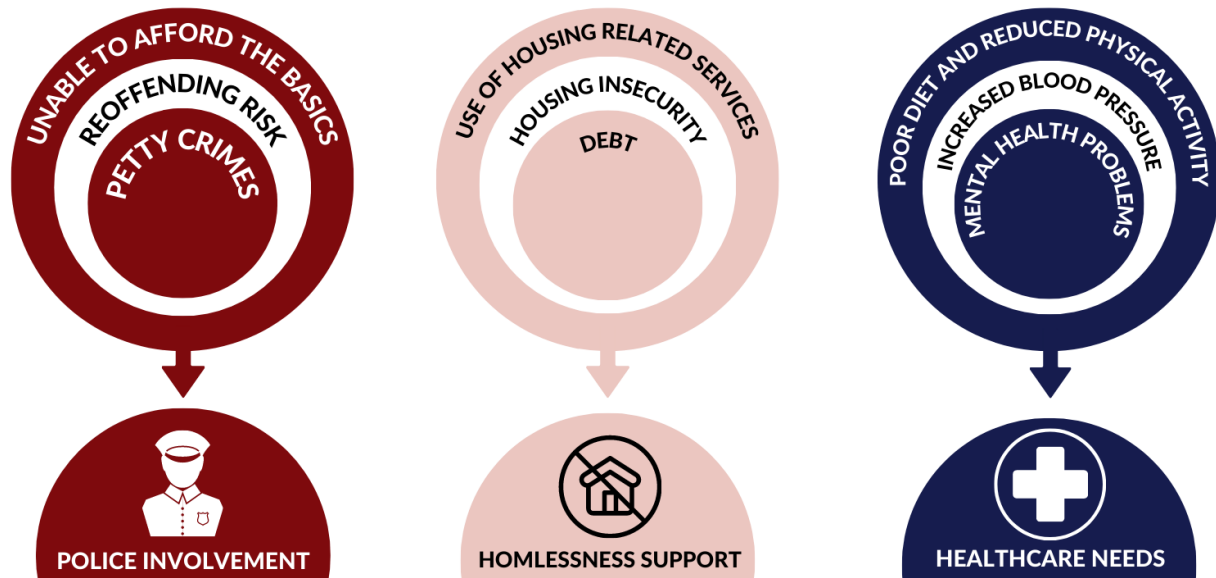 UNABLE TO AFFORD THE BASICS
REOFFENDING RISK
PETTY CRIMES
POLICE INVOLVEMENT
USE OF HOUSING RELATED SERVICES
HOUSING INSECURITY
DEBT
HOMLESSNESS SUPPORT
POOR DIET AND REDUCED PHYSICAL ACTIVITY
INCREASED BLOOD PRESSURE
MENTAL HEALTH PROBLEMS
HEALTHCARE NEEDS